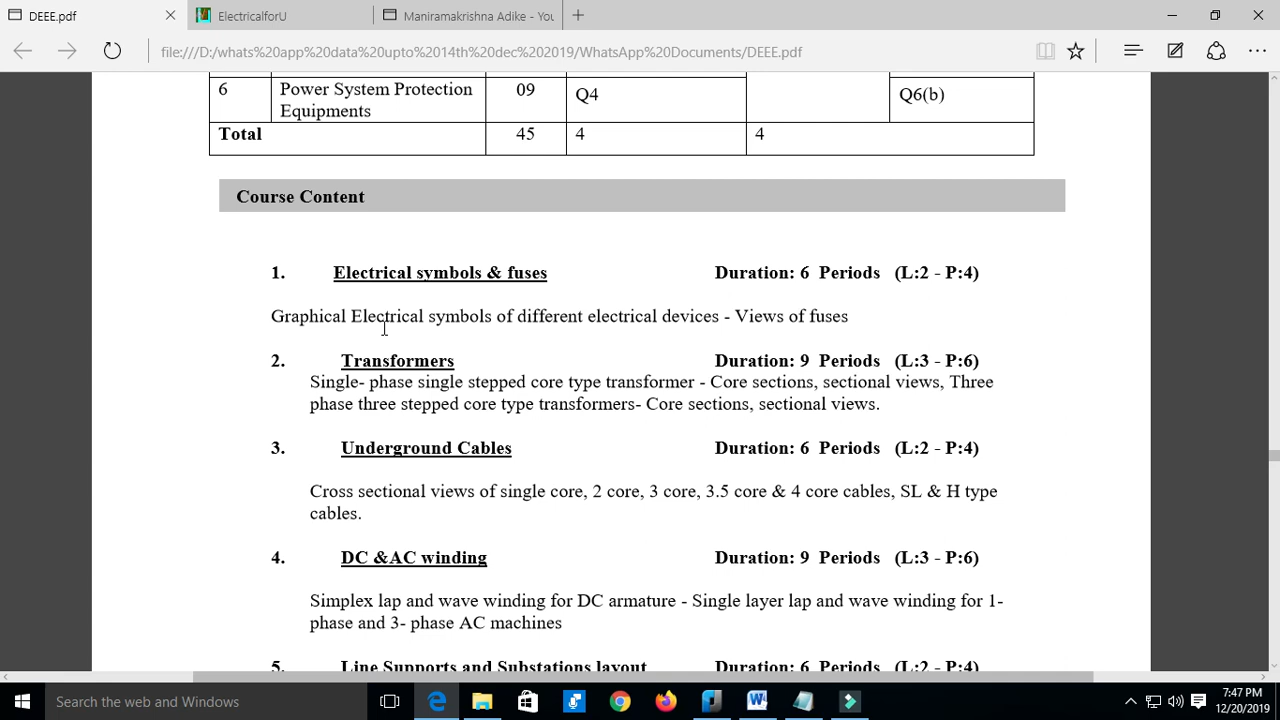 DEEE.pdf
ElectricalforU
Maniramakrishna Adike - You
file:///D:/whats%20app%20data%20upto%2014th%20dec%202019/WhatsApp%20Documents/DEEE.pdf
6 Power System Protection Equipments 09 Q4 Q6(b)
Total 45 4 4
Course Content
1. Electrical symbols & fuses Duration: 6 Periods (L:2 - P:4)
Graphical Electrical symbols of different electrical devices - Views of fuses
2. Transformers Duration: 9 Periods (L:3 - P:6)
Single- phase single stepped core type transformer - Core sections, sectional views, Three
phase three stepped core type transformers- Core sections, sectional views.
3. Underground Cables Duration: 6 Periods (L:2 - P:4)
Cross sectional views of single core, 2 core, 3 core, 3.5 core & 4 core cables, SL & H type
cables.
4. DC &AC winding Duration: 9 Periods (L:3 - P:6)
Simplex lap and wave winding for DC armature - Single layer lap and wave winding for 1-
phase and 3- phase AC machines
5. Line Supports and Substations layout Duration: 6 Periods (L:2 - P:4)
Search the web and Windows
7:47 PM
12/20/2019